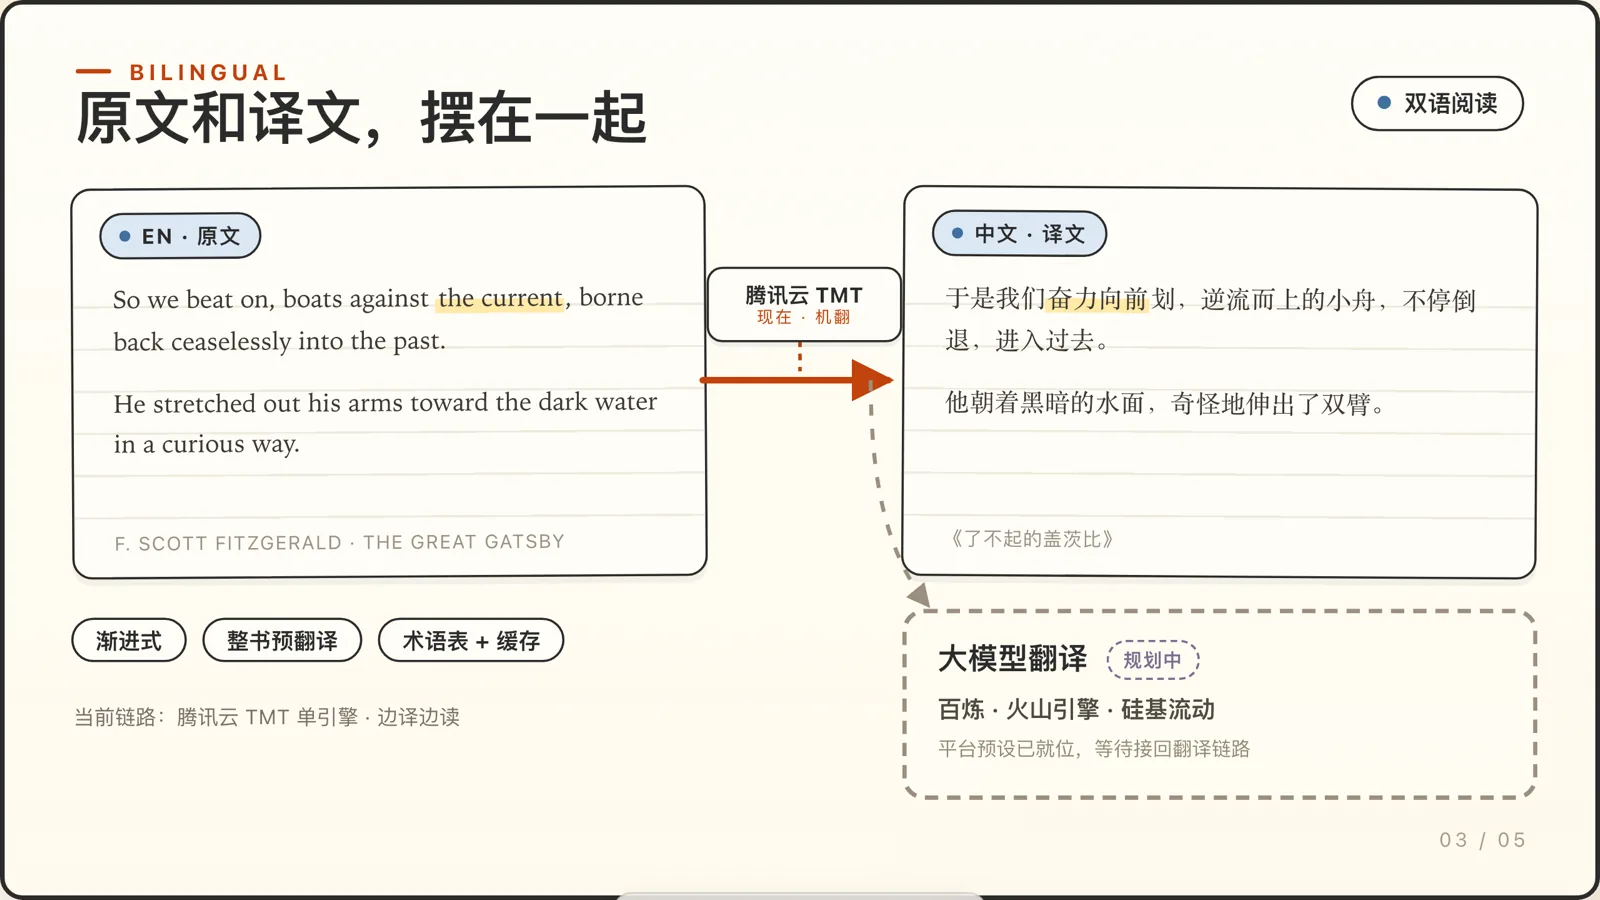 BILINGUAL
原文和译文，摆在一起
双语阅读
EN · 原文
So we beat on, boats against the current, borne
back ceaselessly into the past.
He stretched out his arms toward the dark water
in a curious way.
F. SCOTT FITZGERALD · THE GREAT GATSBY
腾讯云 TMT
现在 · 机翻
中文 · 译文
于是我们奋力向前划，逆流而上的小舟，不停倒
退，进入过去。
他朝着黑暗的水面，奇怪地伸出了双臂。
《了不起的盖茨比》
渐进式
整书预翻译
术语表 + 缓存
当前链路：腾讯云 TMT 单引擎 · 边译边读
大模型翻译
规划中
百炼 · 火山引擎 · 硅基流动
平台预设已就位，等待接回翻译链路
03 / 05